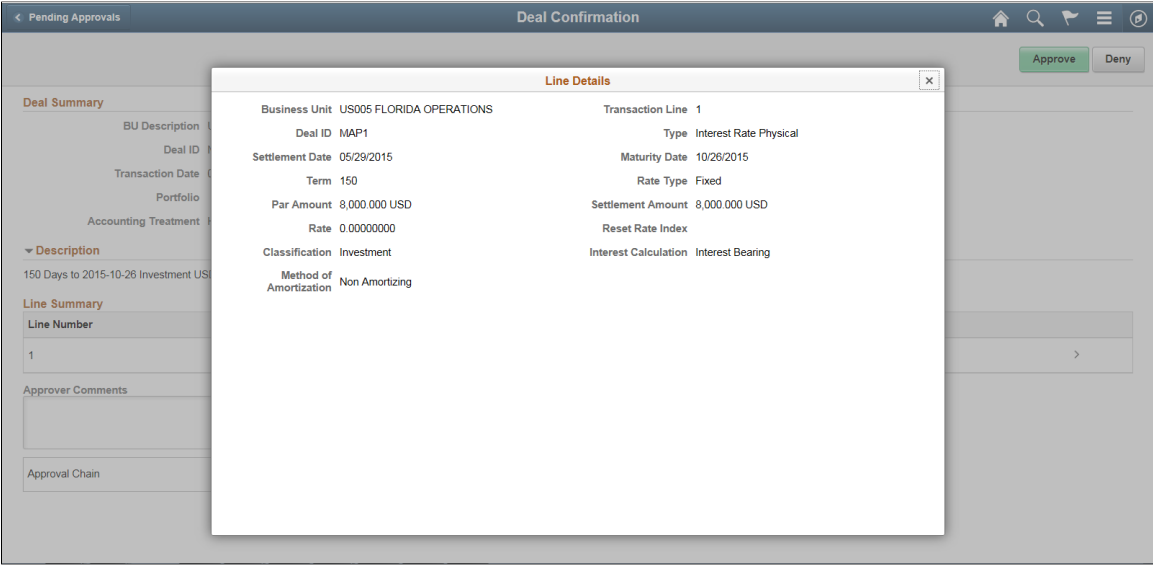 Pending Approvals
Deal Confirmation
Approve
Deny
Line Details
Deal Summary
Business Unit US005 FLORIDA OPERATIONS
Transaction Line 1
BU Description
Deal ID MAP1
Type Interest Rate Physical
Deal ID
Settlement Date 05/29/2015
Maturity Date 10/26/2015
Transaction Date
Term 150
Rate Type Fixed
Portfolio
Par Amount 8,000.000 USD
Settlement Amount 8,000.000 USD
Accounting Treatment
Rate 0.00000000
Reset Rate Index
Description
Classification Investment
Interest Calculation Interest Bearing
150 Days to 2015-10-26 Investment
Method of
Amortization Non Amortizing
Line Summary
Line Number
1
Approver Comments
Approval Chain